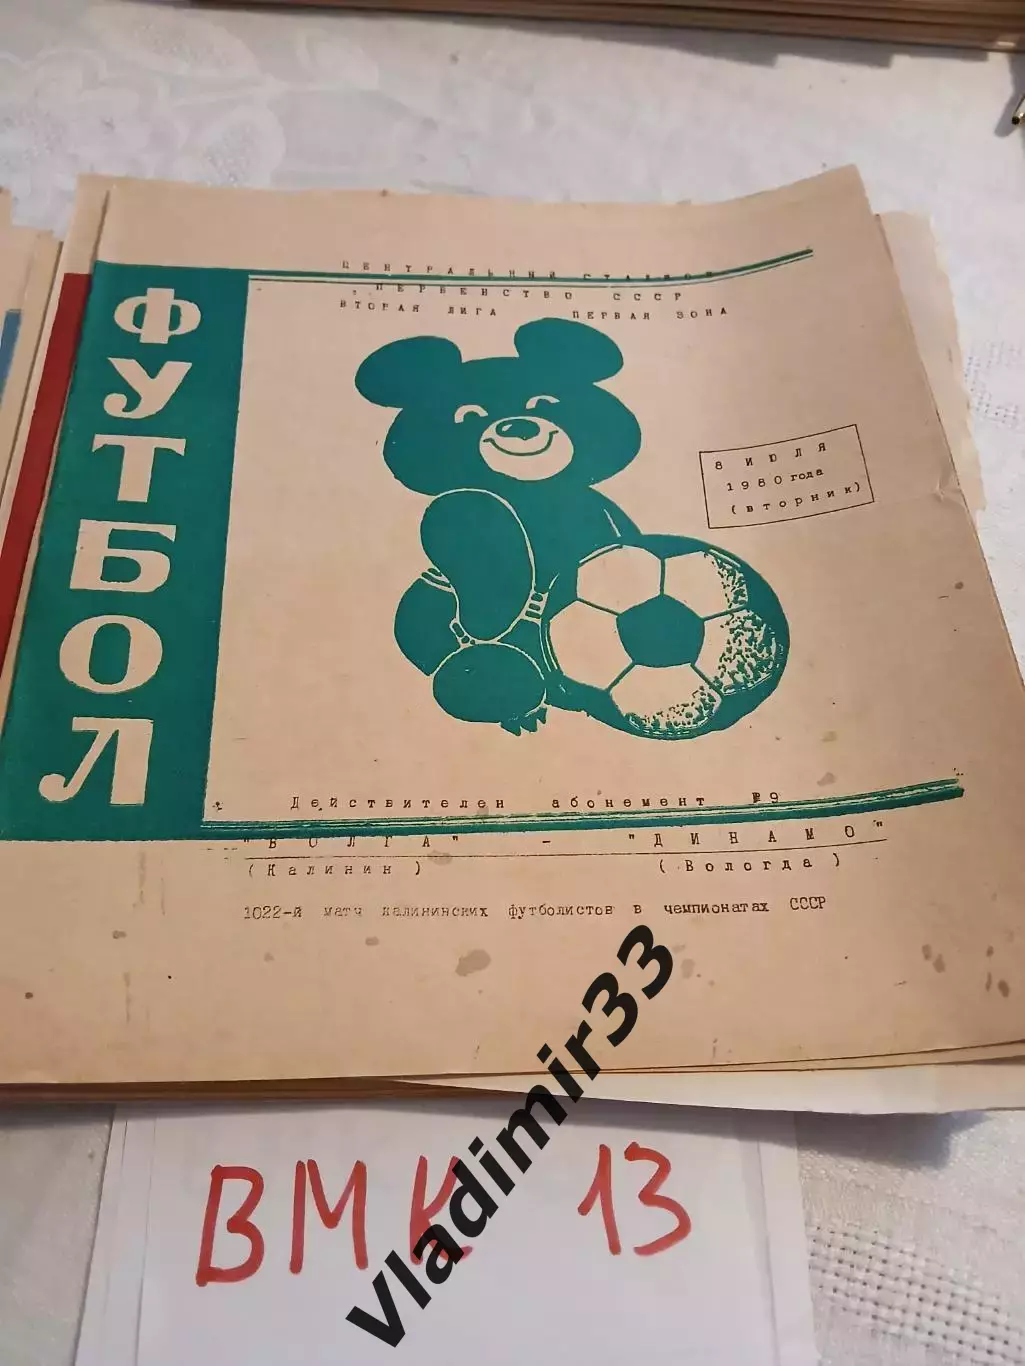 ФУТБОЛ
ЦЕНТРАЛЬНЫЙ СТАДИОН
ПЕРВЕНСТВО СССР
ВТОРАЯ ЛИГА ПЕРВАЯ ЗОНА
8 ИЮЛЯ
1980 года
(вторник)
Действителен абонемент №9
"ВОЛГА" - "ДИНАМО"
(Калинин) (Вологда)
1022-й матч калининских футболистов в чемпионатах СССР
ВМК 13
Vladimir33